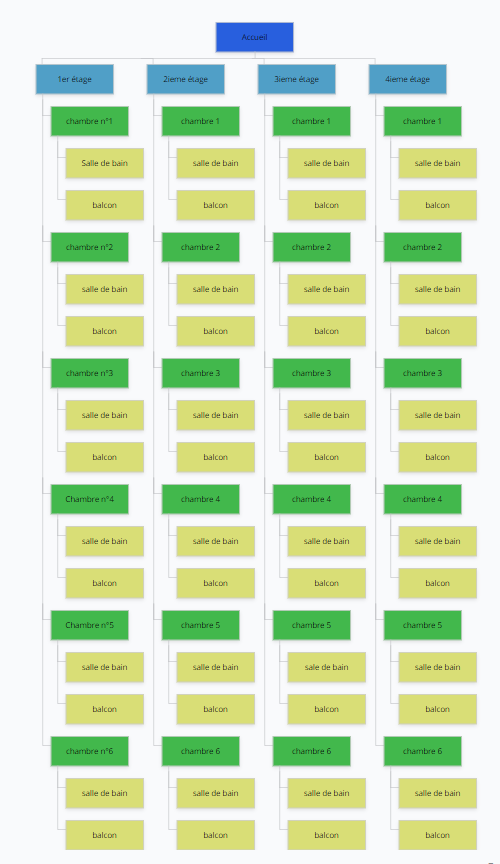 Accueil
1er étage
2ieme étage
3ieme étage
4ieme étage
chambre n°1
chambre 1
chambre 1
chambre 1
Salle de bain
salle de bain
salle de bain
salle de bain
balcon
balcon
balcon
balcon
chambre n°2
chambre 2
chambre 2
chambre 2
salle de bain
salle de bain
salle de bain
salle de bain
balcon
balcon
balcon
balcon
chambre n°3
chambre 3
chambre 3
chambre 3
salle de bain
salle de bain
salle de bain
salle de bain
balcon
balcon
balcon
balcon
Chambre n°4
chambre 4
chambre 4
chambre 4
salle de bain
salle de bain
salle de bain
salle de bain
balcon
balcon
balcon
balcon
Chambre n°5
chambre 5
chambre 5
chambre 5
salle de bain
salle de bain
sale de bain
salle de bain
balcon
balcon
balcon
balcon
chambre n°6
chambre 6
chambre 6
chambre 6
salle de bain
salle de bain
salle de bain
salle de bain
balcon
balcon
balcon
balcon